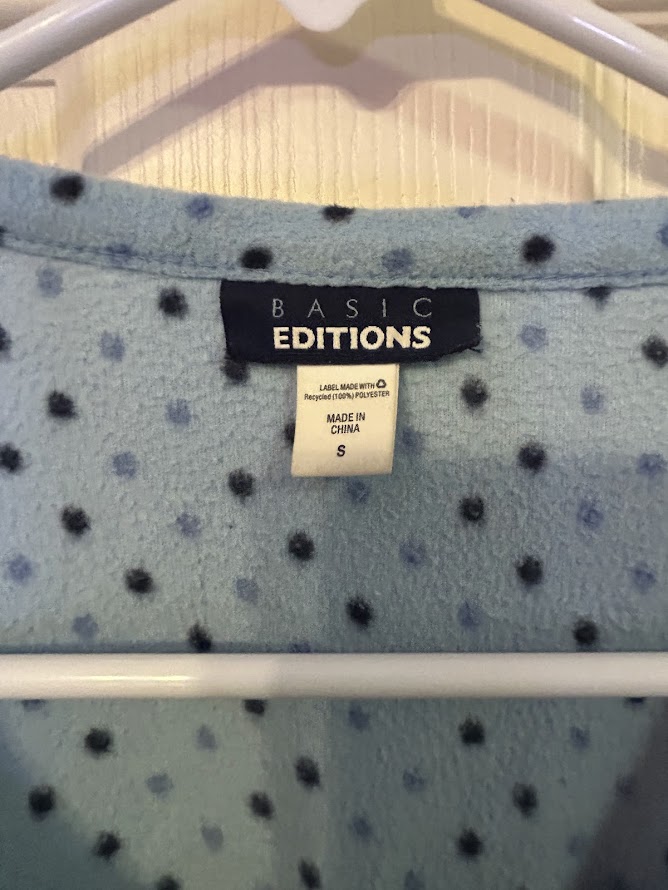 BASIC
EDITIONS
LABEL MADE WITH
Recycled (100%) POLYESTER
MADE IN
CHINA
S